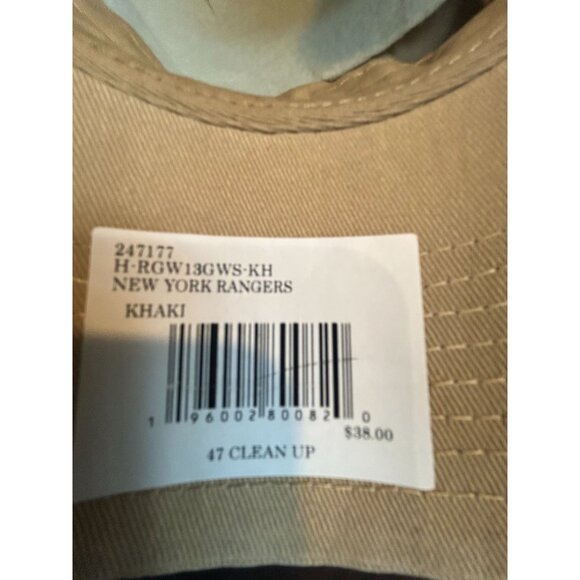 247177
H-RGW13GWS-KH
NEW YORK RANGERS
KHAKI
1 96002 80082 0
$38.00
47 CLEAN UP